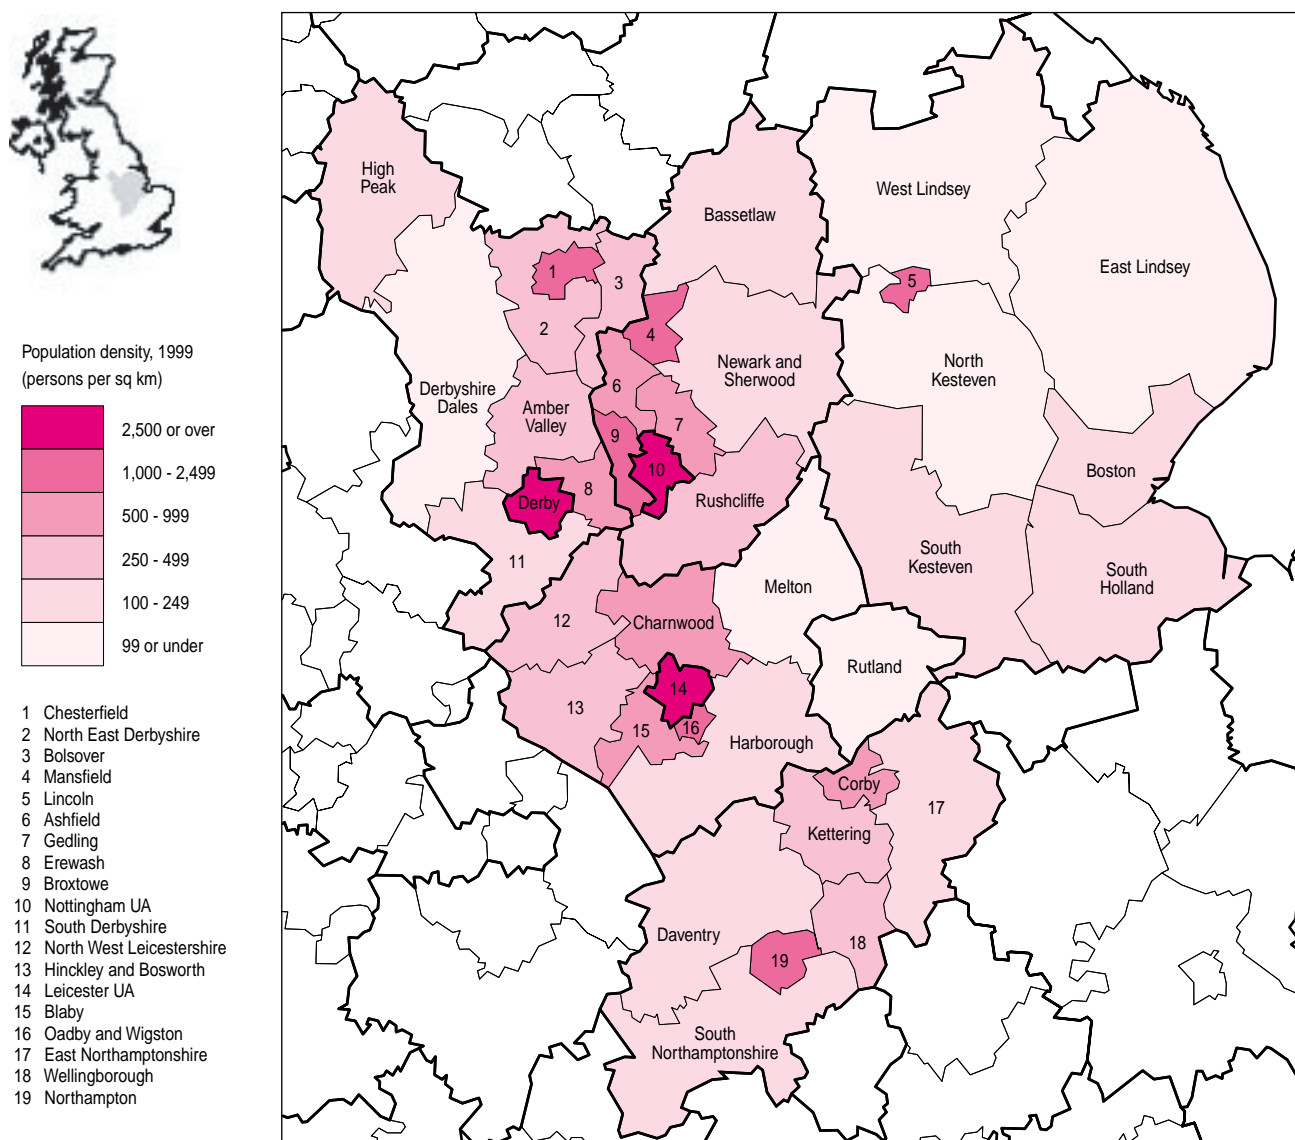 Population density, 1999
(persons per sq km)
2,500 or over
1,000 - 2,499
500 - 999
250 - 499
100 - 249
99 or under
1 Chesterfield
2 North East Derbyshire
3 Bolsover
4 Mansfield
5 Lincoln
6 Ashfield
7 Gedling
8 Erewash
9 Broxtowe
10 Nottingham UA
11 South Derbyshire
12 North West Leicestershire
13 Hinckley and Bosworth
14 Leicester UA
15 Blaby
16 Oadby and Wigston
17 East Northamptonshire
18 Wellingborough
19 Northampton
High
Peak
West Lindsey
Bassetlaw
East Lindsey
1
3
5
2
4
Newark and
Sherwood
North
Kesteven
Derbyshire
Dales
6
Amber
Valley
7
9
10
Boston
8
Derby
Rushcliffe
11
South
Kesteven
South
Holland
Melton
12
Charnwood
Rutland
14
13
15
16
Harborough
Corby
17
Kettering
Daventry
18
19
South
Northamptonshire